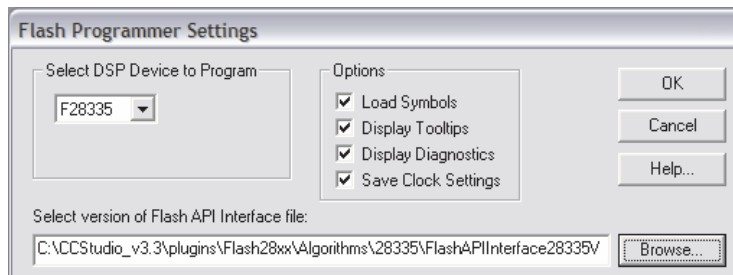 Flash Programmer Settings
Select DSP Device to Program
F28335
Options
Load Symbols
Display Tooltips
Display Diagnostics
Save Clock Settings
OK
Cancel
Help...
Select version of Flash API Interface file:
C:\CCStudio_v3.3\plugins\Flash28xx\Algorithms\28335\FlashAPIInterface28335V
Browse...